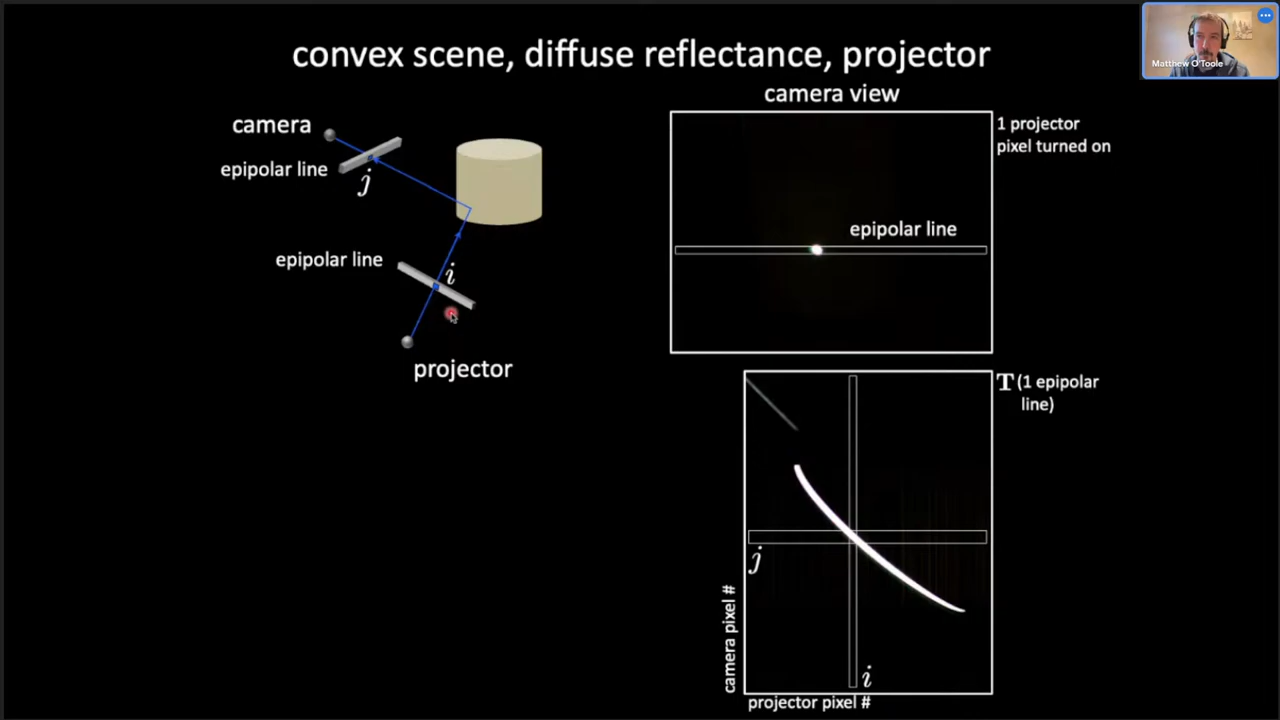 convex scene, diffuse reflectance, projector
Matthew O'Toole
camera view
camera
epipolar line
j
epipolar line
i
projector
1 projector
pixel turned on
epipolar line
T (1 epipolar
line)
j
i
camera pixel #
projector pixel #